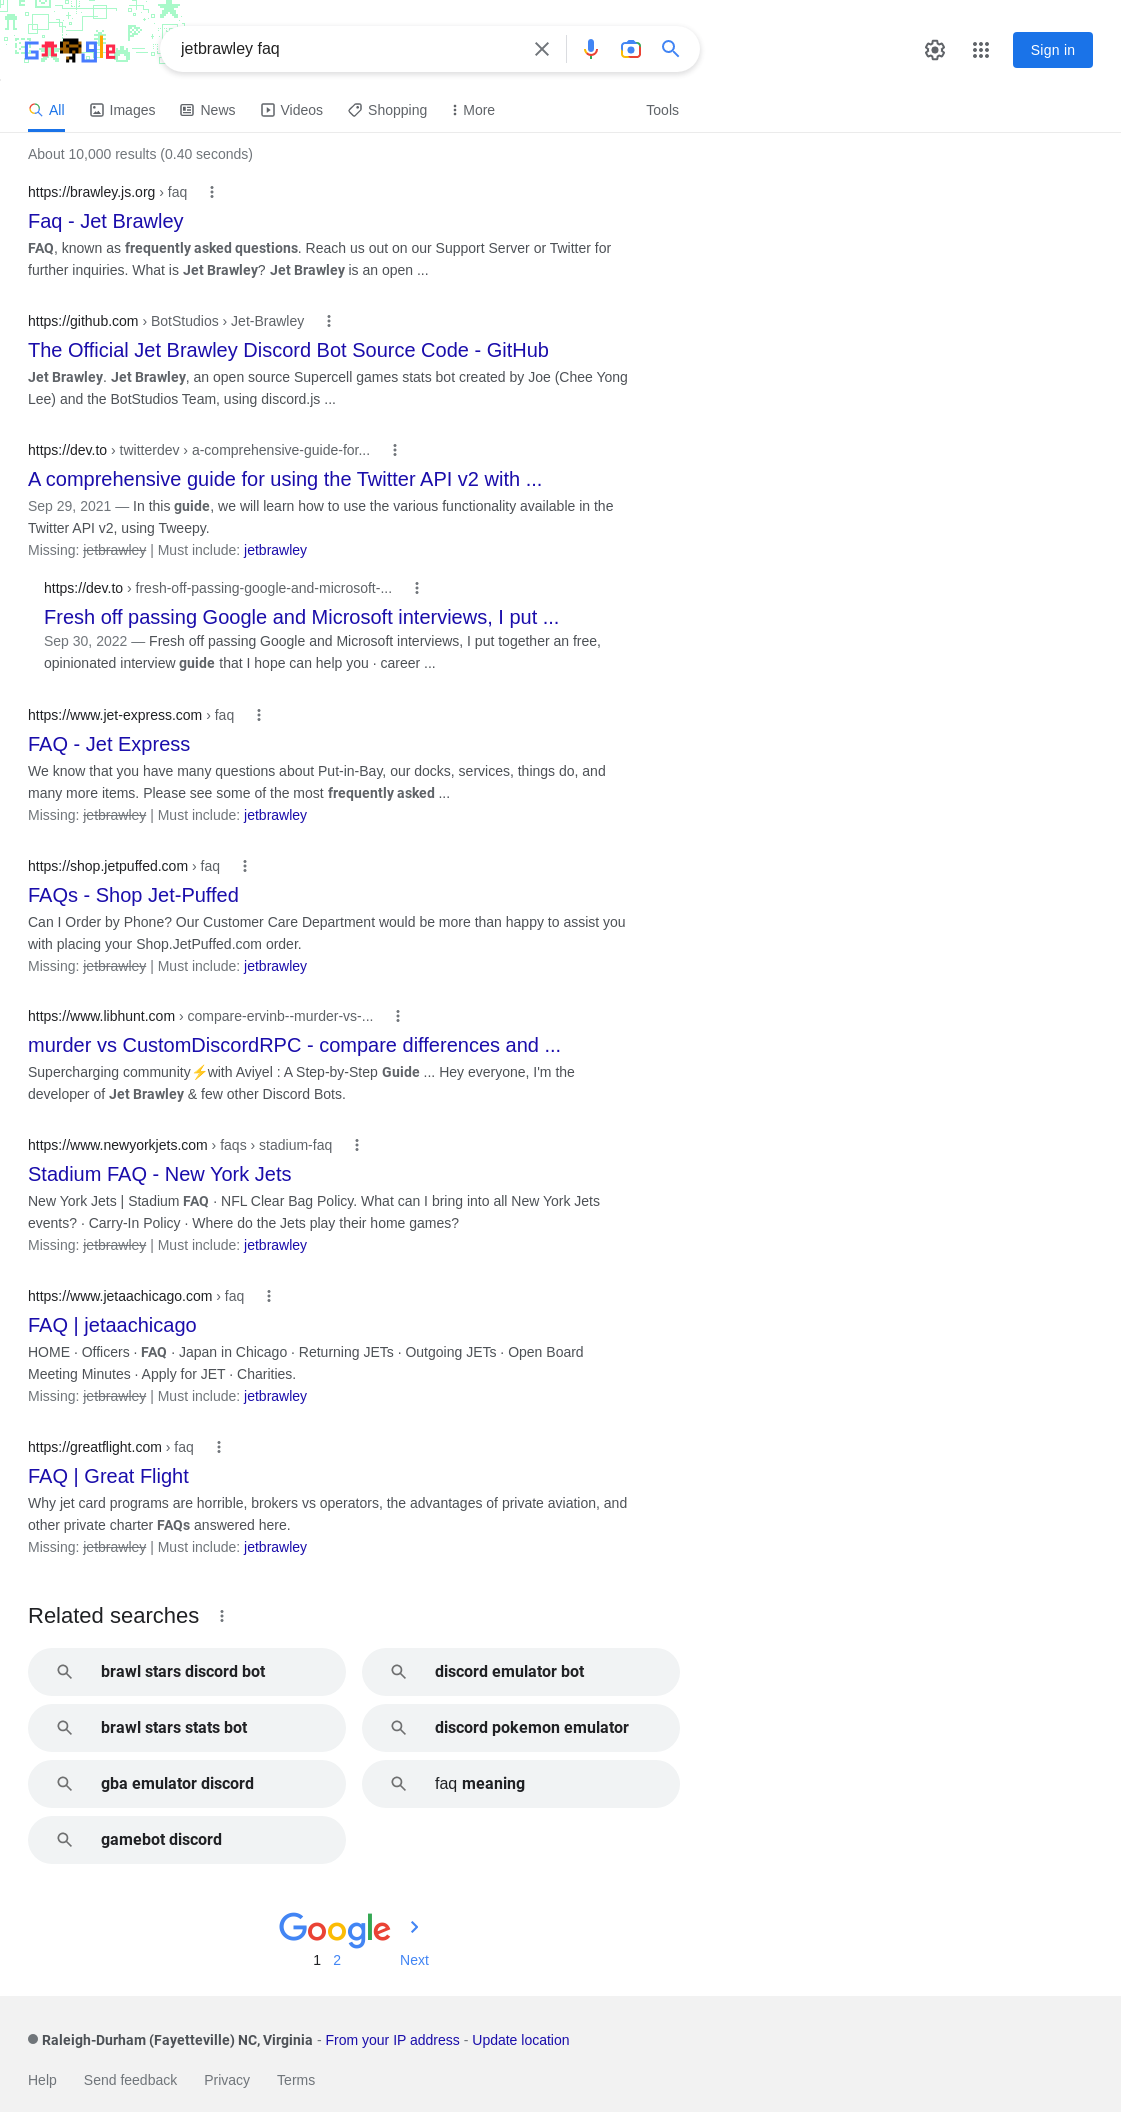 Google
jetbrawley faq
Sign in
All Images News Videos Shopping More Tools
About 10,000 results (0.40 seconds)
https://brawley.js.org › faq
Faq - Jet Brawley
FAQ, known as frequently asked questions. Reach us out on our Support Server or Twitter for
further inquiries. What is Jet Brawley? Jet Brawley is an open ...
https://github.com › BotStudios › Jet-Brawley
The Official Jet Brawley Discord Bot Source Code - GitHub
Jet Brawley. Jet Brawley, an open source Supercell games stats bot created by Joe (Chee Yong
Lee) and the BotStudios Team, using discord.js ...
https://dev.to › twitterdev › a-comprehensive-guide-for...
A comprehensive guide for using the Twitter API v2 with ...
Sep 29, 2021 — In this guide, we will learn how to use the various functionality available in the
Twitter API v2, using Tweepy.
Missing: jetbrawley | Must include: jetbrawley
https://dev.to › fresh-off-passing-google-and-microsoft-...
Fresh off passing Google and Microsoft interviews, I put ...
Sep 30, 2022 — Fresh off passing Google and Microsoft interviews, I put together an free,
opinionated interview guide that I hope can help you · career ...
https://www.jet-express.com › faq
FAQ - Jet Express
We know that you have many questions about Put-in-Bay, our docks, services, things do, and
many more items. Please see some of the most frequently asked ...
Missing: jetbrawley | Must include: jetbrawley
https://shop.jetpuffed.com › faq
FAQs - Shop Jet-Puffed
Can I Order by Phone? Our Customer Care Department would be more than happy to assist you
with placing your Shop.JetPuffed.com order.
Missing: jetbrawley | Must include: jetbrawley
https://www.libhunt.com › compare-ervinb--murder-vs-...
murder vs CustomDiscordRPC - compare differences and ...
Supercharging community⚡with Aviyel : A Step-by-Step Guide ... Hey everyone, I'm the
developer of Jet Brawley & few other Discord Bots.
https://www.newyorkjets.com › faqs › stadium-faq
Stadium FAQ - New York Jets
New York Jets | Stadium FAQ · NFL Clear Bag Policy. What can I bring into all New York Jets
events? · Carry-In Policy · Where do the Jets play their home games?
Missing: jetbrawley | Must include: jetbrawley
https://www.jetaachicago.com › faq
FAQ | jetaachicago
HOME · Officers · FAQ · Japan in Chicago · Returning JETs · Outgoing JETs · Open Board
Meeting Minutes · Apply for JET · Charities.
Missing: jetbrawley | Must include: jetbrawley
https://greatflight.com › faq
FAQ | Great Flight
Why jet card programs are horrible, brokers vs operators, the advantages of private aviation, and
other private charter FAQs answered here.
Missing: jetbrawley | Must include: jetbrawley
Related searches
brawl stars discord bot
discord emulator bot
brawl stars stats bot
discord pokemon emulator
gba emulator discord
faq meaning
gamebot discord
Google
1 2 Next
Raleigh-Durham (Fayetteville) NC, Virginia - From your IP address - Update location
Help Send feedback Privacy Terms